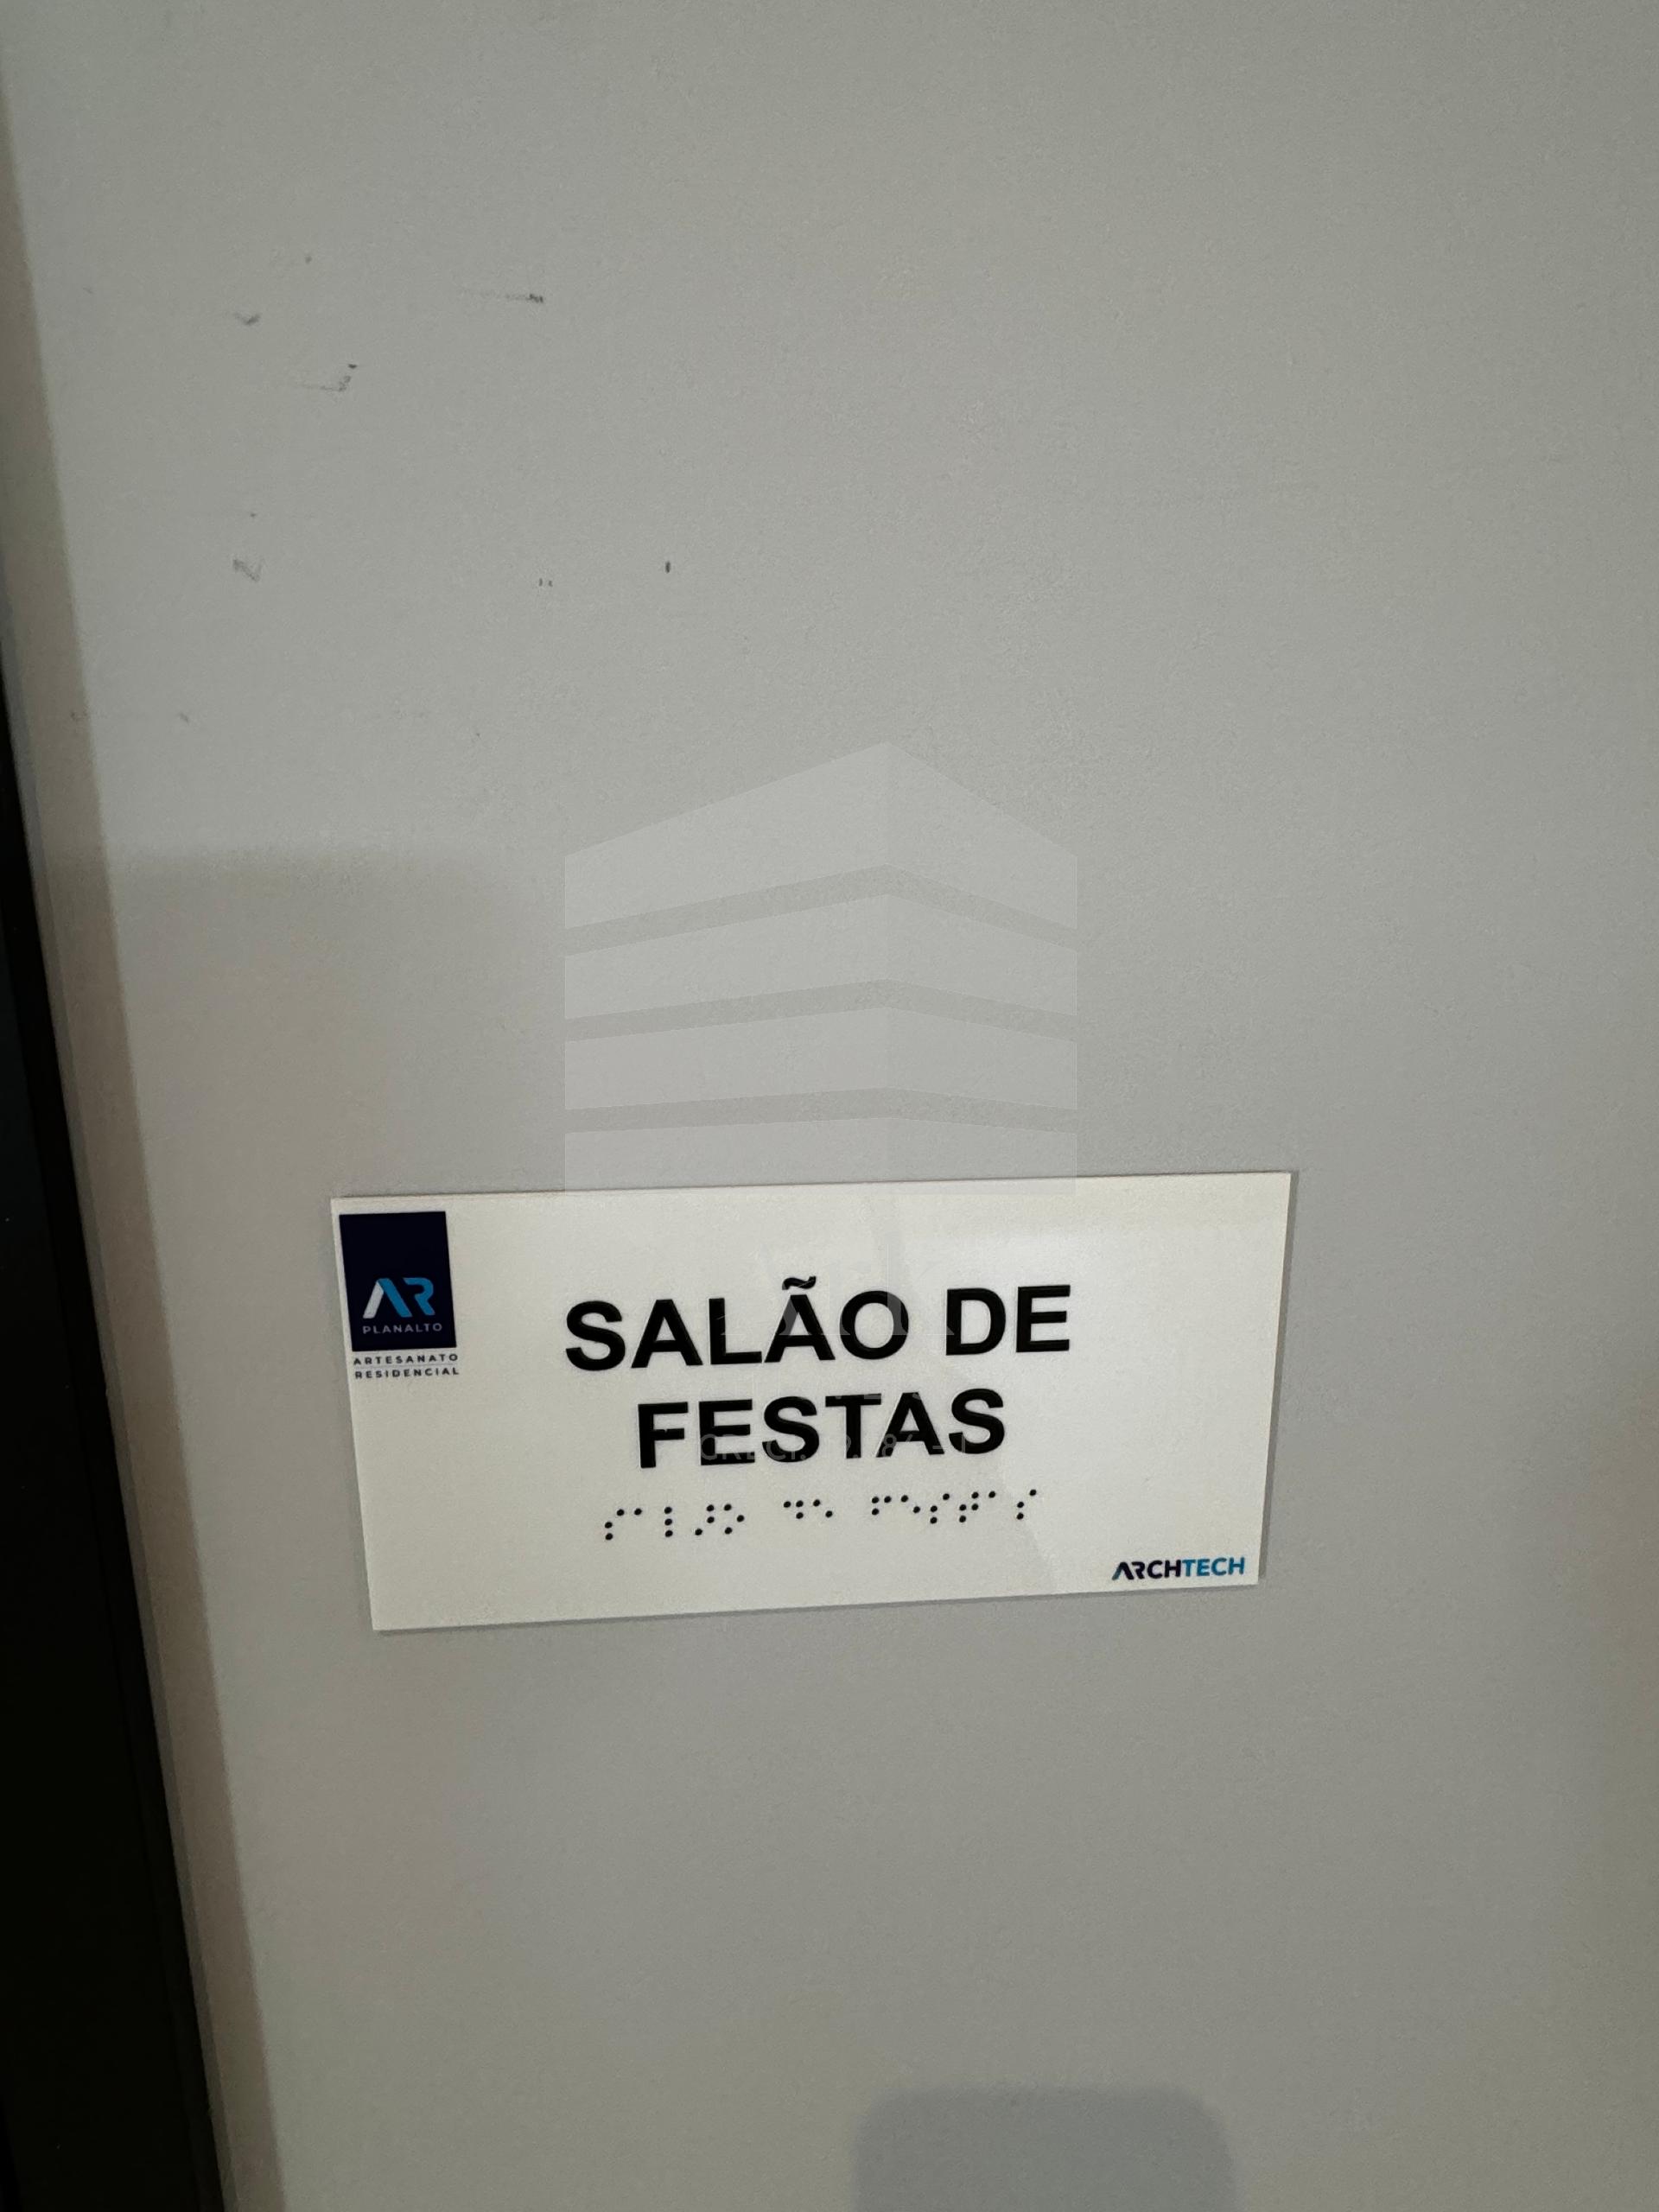 AR
PLANALTO
ARTESANATO
RESIDENCIAL
SALÃO DE
FESTAS
⠎⠁⠇⠜⠕ ⠙⠑ ⠋⠑⠎⠞⠁⠎
ARCHTECH